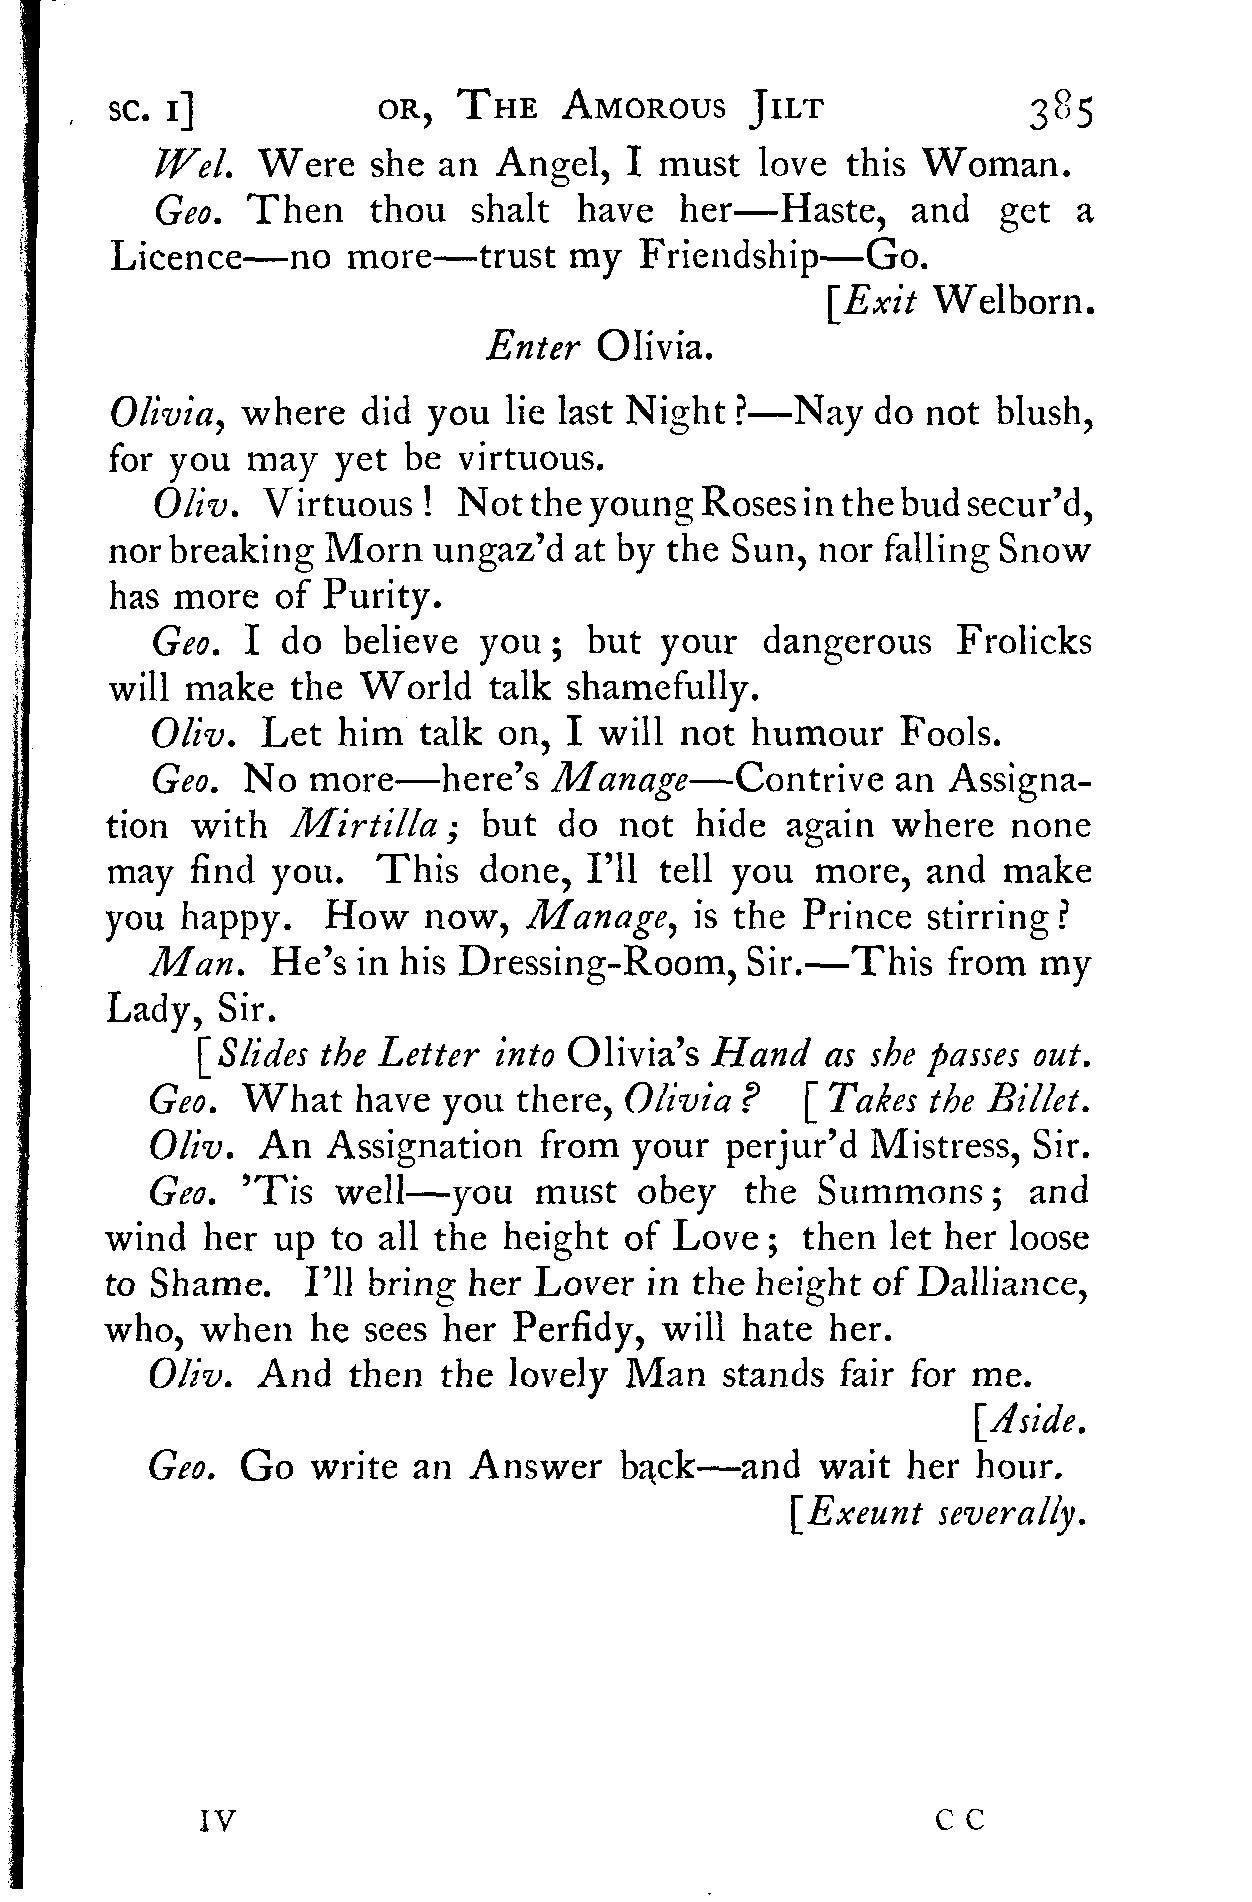 SC. I] OR, THE AMOROUS JILT 385
Wel. Were she an Angel, I must love this Woman.
Geo. Then thou shalt have her—Haste, and get a
Licence—no more—trust my Friendship—Go.
[Exit Welborn.
Enter Olivia.
Olivia, where did you lie last Night?—Nay do not blush,
for you may yet be virtuous.
Oliv. Virtuous! Not the young Roses in the bud secur'd,
nor breaking Morn ungaz'd at by the Sun, nor falling Snow
has more of Purity.
Geo. I do believe you; but your dangerous Frolicks
will make the World talk shamefully.
Oliv. Let him talk on, I will not humour Fools.
Geo. No more—here's Manage—Contrive an Assigna-
tion with Mirtilla; but do not hide again where none
may find you. This done, I'll tell you more, and make
you happy. How now, Manage, is the Prince stirring?
Man. He's in his Dressing-Room, Sir.—This from my
Lady, Sir.
[Slides the Letter into Olivia's Hand as she passes out.
Geo. What have you there, Olivia? [Takes the Billet.
Oliv. An Assignation from your perjur'd Mistress, Sir.
Geo. 'Tis well—you must obey the Summons; and
wind her up to all the height of Love; then let her loose
to Shame. I'll bring her Lover in the height of Dalliance,
who, when he sees her Perfidy, will hate her.
Oliv. And then the lovely Man stands fair for me.
[Aside.
Geo. Go write an Answer back—and wait her hour.
[Exeunt severally.
IV C C